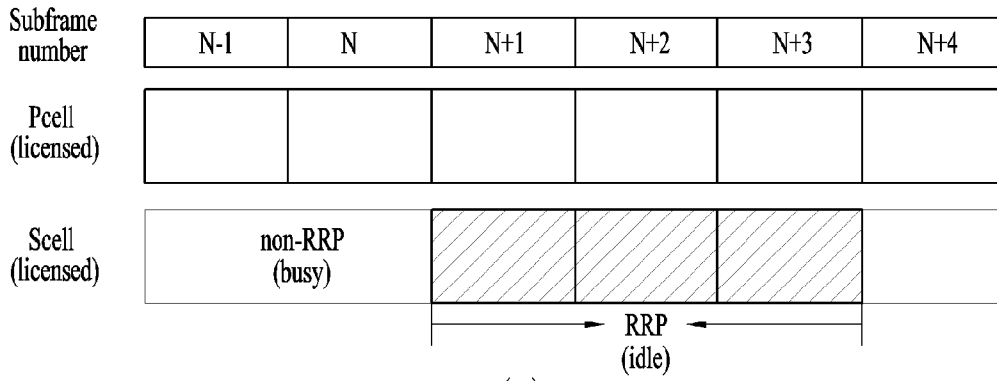 Subframe
number
N-1 N N+1 N+2 N+3 N+4
Pcell
(licensed)
Scell
(licensed)
non-RRP
(busy)
RRP
(idle)